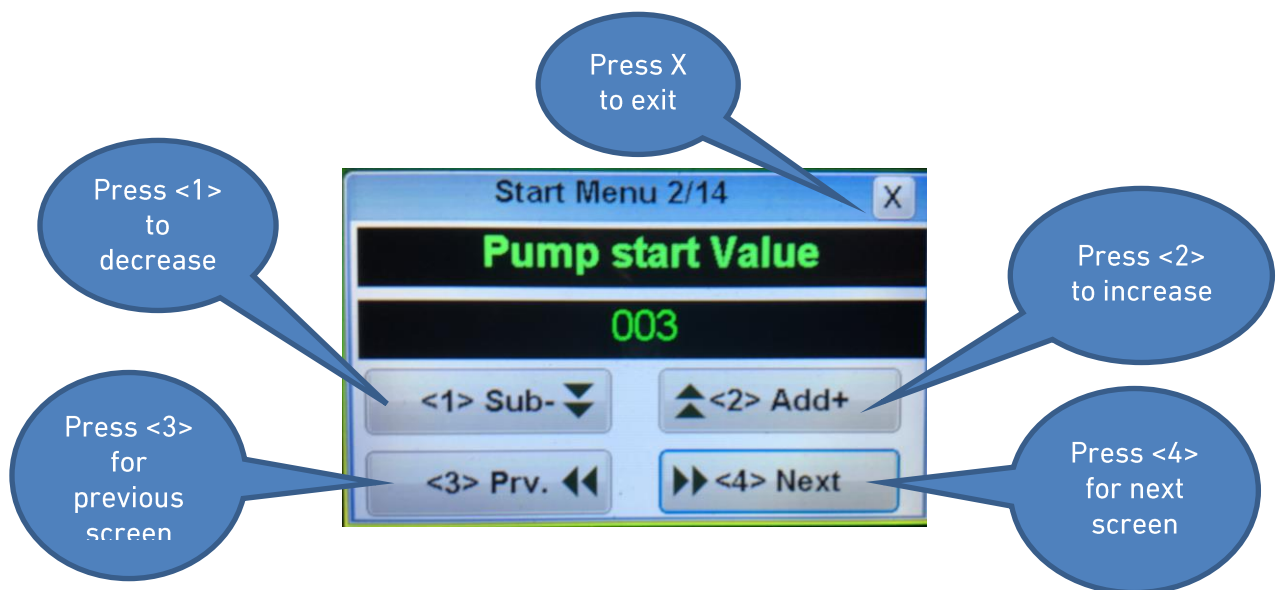 Press X
to exit
Press <1>
to
decrease
Start Menu 2/14
X
Pump start Value
Press <2>
to increase
003
<1> Sub-
<2> Add+
Press <3>
for
previous
screen
<3> Prv.
<4> Next
Press <4>
for next
screen